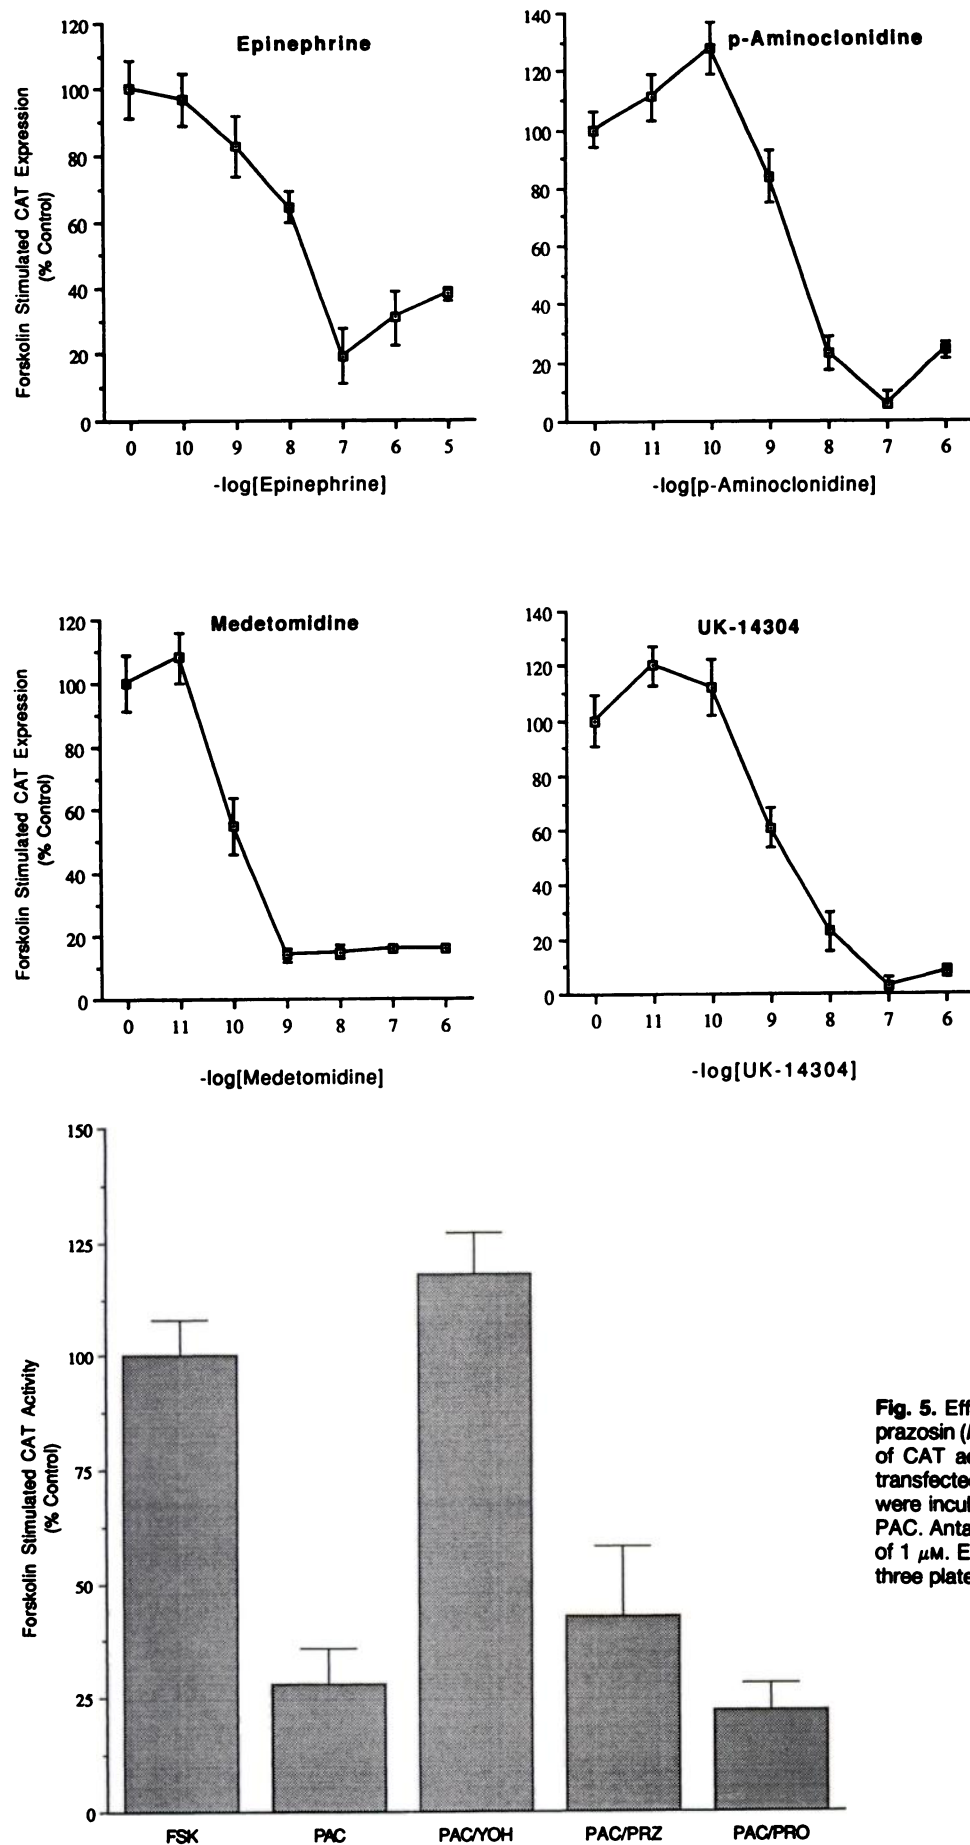 Epinephrine
120
100
80
60
40
20
0
Forskolin Stimulated CAT Expression
(% Control)
0 10 9 8 7 6 5
-log[Epinephrine]
p-Aminoclonidine
140
120
100
80
60
40
20
0
0 11 10 9 8 7 6
-log[p-Aminoclonidine]
Medetomidine
120
100
80
60
40
20
0
Forskolin Stimulated CAT Expression
(% Control)
0 11 10 9 8 7 6
-log[Medetomidine]
UK-14304
140
120
100
80
60
40
20
0
0 11 10 9 8 7 6
-log[UK-14304]
150
125
100
75
50
25
0
Forskolin Stimulated CAT Activity
(% Control)
FSK PAC PAC/YOH PAC/PRZ PAC/PRO
Fig. 5. Eff
prazosin (
of CAT ac
transfected
were incul
PAC. Anta
of 1 μM. E
three plate